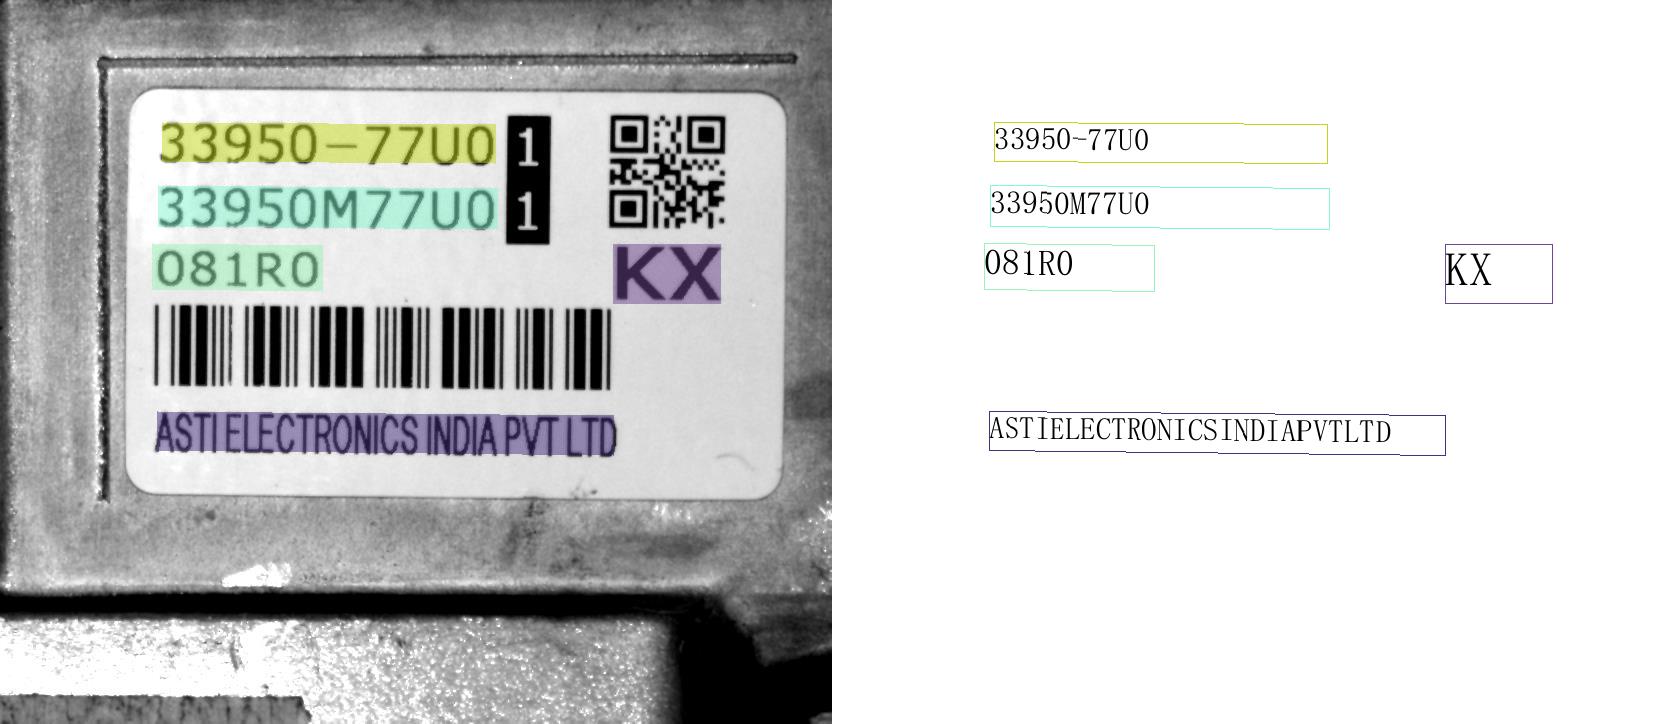 33950-77U0 1
33950M77U0 1
081R0
KX
ASTI ELECTRONICS INDIA PVT LTD
33950-77U0
33950M77U0
081R0
KX
ASTIELECTRONICSINDIAPVTLTD